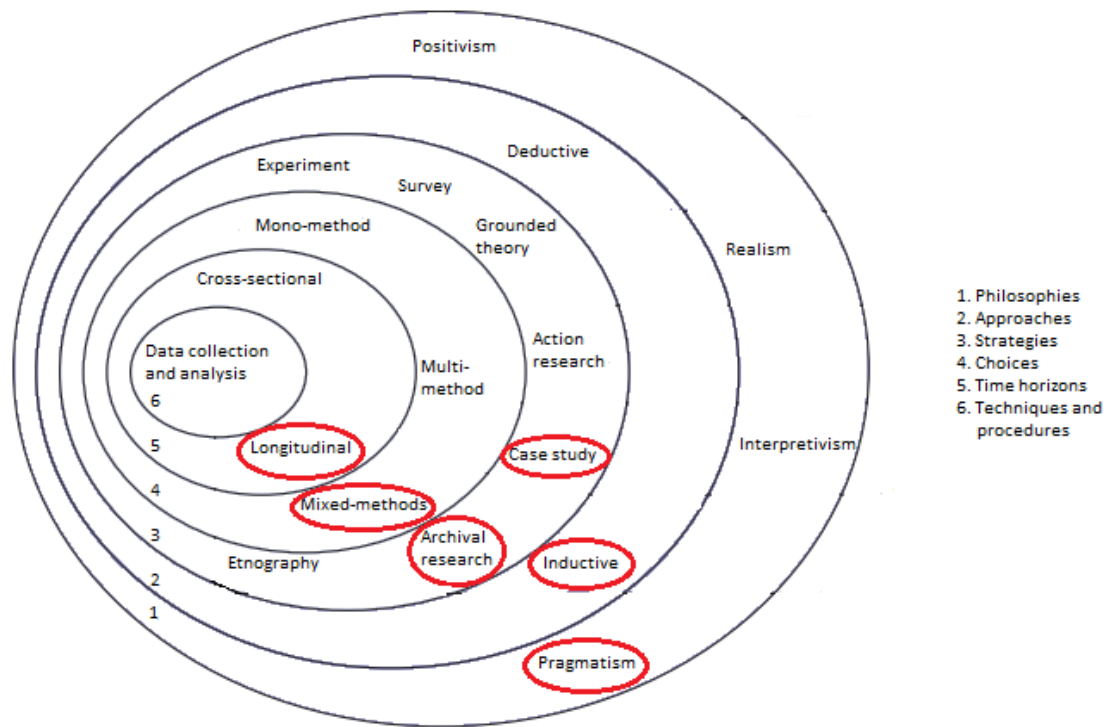 Positivism
Deductive
Experiment
Survey
Mono-method
Grounded
theory
Realism
Cross-sectional
1. Philosophies
2. Approaches
3. Strategies
4. Choices
5. Time horizons
6. Techniques and
procedures
Action
research
Data collection
and analysis
Multi-
method
6
5
Longitudinal
Case study
Interpretivism
4
Mixed-methods
3
Archival
research
Etnography
Inductive
2
1
Pragmatism